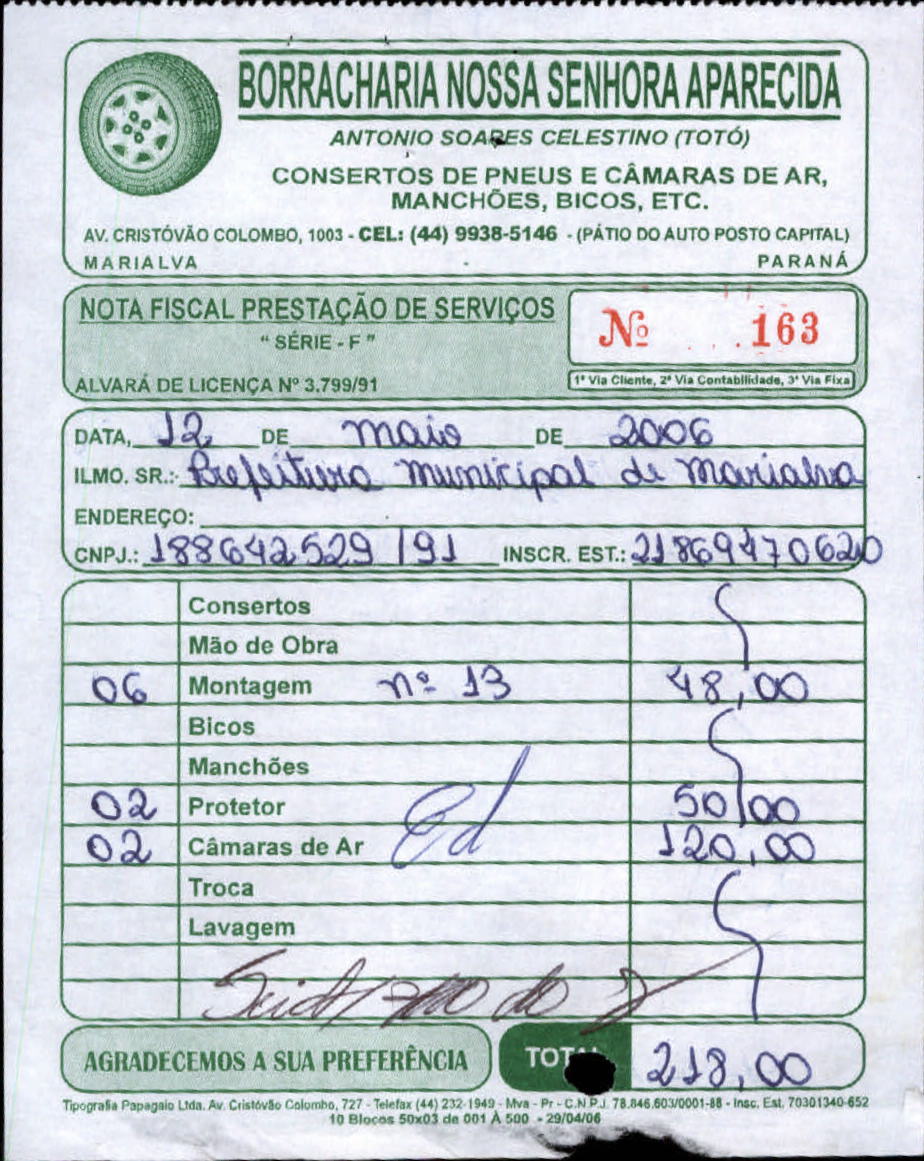 BORRACHARIA NOSSA SENHORA APARECIDA
ANTONIO SOARES CELESTINO (TOTÓ)
CONSERTOS DE PNEUS E CÂMARAS DE AR,
MANCHÕES, BICOS, ETC.
AV. CRISTÓVÃO COLOMBO, 1003 - CEL: (44) 9938-5146 - (PÁTIO DO AUTO POSTO CAPITAL)
MARIALVA PARANÁ
NOTA FISCAL PRESTAÇÃO DE SERVIÇOS
" SÉRIE - F "
Nº 163
ALVARÁ DE LICENÇA Nº 3.799/91
1ª Via Cliente, 2ª Via Contabilidade, 3ª Via Fixa
DATA, 12 DE maio DE 2006
ILMO. SR.: Prefeitura municipal de Marialva
ENDEREÇO:
CNPJ.: 188642529/91 INSCR. EST.: 21869470620
Consertos
Mão de Obra
06 Montagem nº 13 48,00
Bicos
Manchões
02 Protetor 50,00
02 Câmaras de Ar 120,00
Troca
Lavagem
AGRADECEMOS A SUA PREFERÊNCIA
TOTAL 218,00
Tipografia Papagaio Ltda. Av. Cristóvão Colombo, 727 - Telefax (44) 232-1949 - Mva - Pr - C.N.P.J. 78.846.603/0001-88 - Insc. Est. 70301340-652
10 Blocos 50x03 de 001 À 500 - 29/04/06